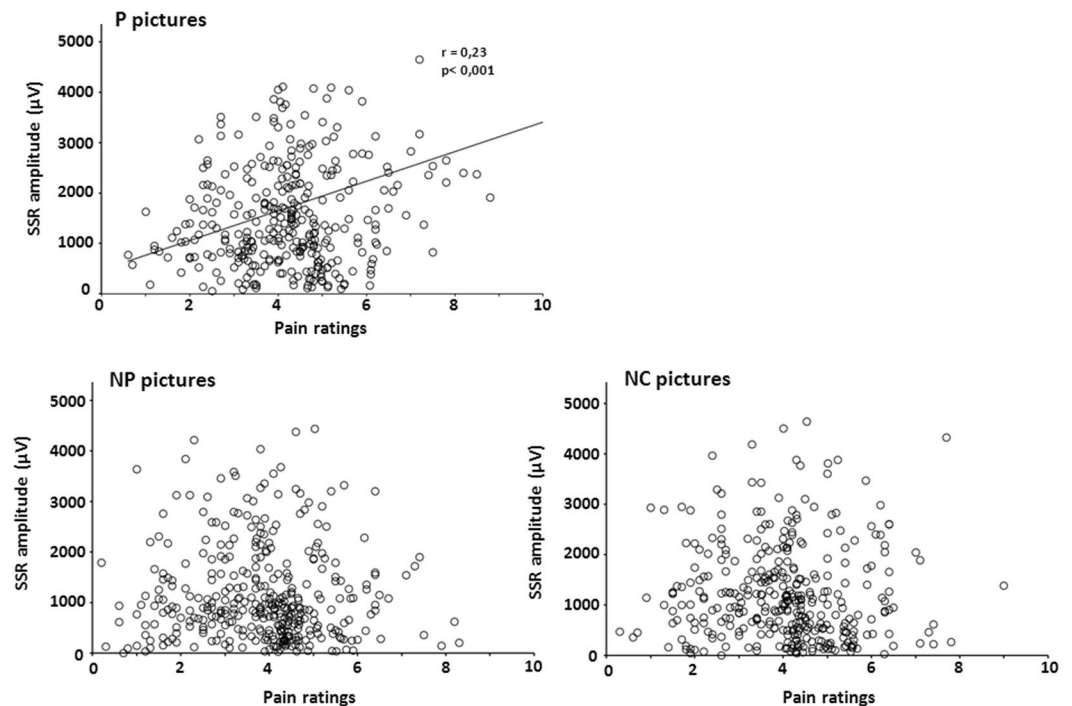 P pictures
r = 0,23
p< 0,001
SSR amplitude (µV)
5000
4000
3000
2000
1000
0
0 2 4 6 8 10
Pain ratings
NP pictures
SSR amplitude (µV)
5000
4000
3000
2000
1000
0
0 2 4 6 8 10
Pain ratings
NC pictures
SSR amplitude (µV)
5000
4000
3000
2000
1000
0
0 2 4 6 8 10
Pain ratings